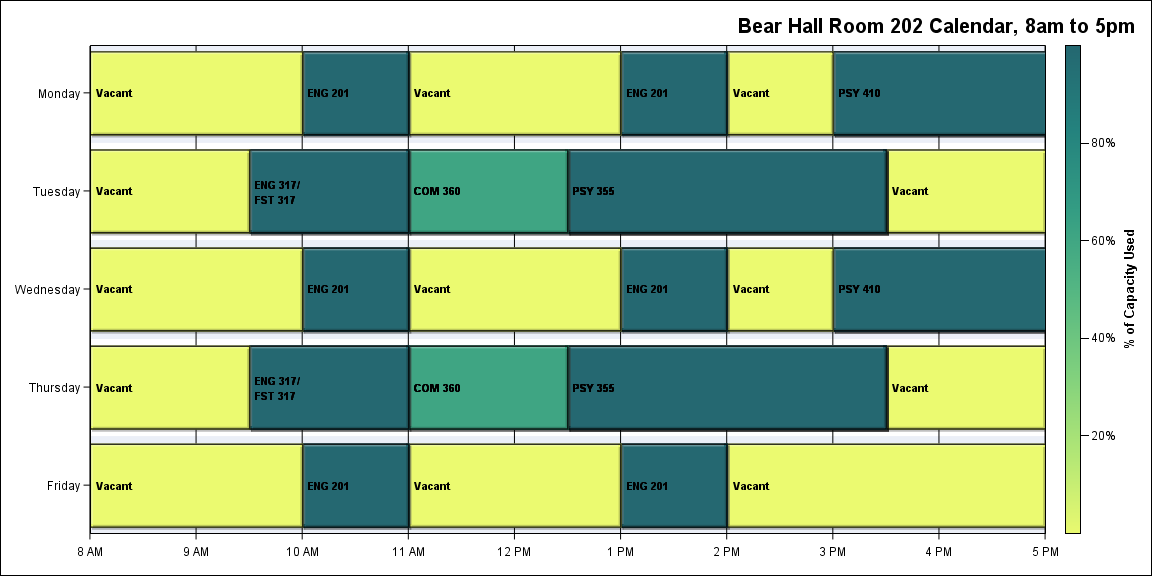 Bear Hall Room 202 Calendar, 8am to 5pm
Monday
Vacant
ENG 201
Vacant
ENG 201
Vacant
PSY 410
Tuesday
Vacant
ENG 317/
FST 317
COM 360
PSY 355
Vacant
Wednesday
Vacant
ENG 201
Vacant
ENG 201
Vacant
PSY 410
Thursday
Vacant
ENG 317/
FST 317
COM 360
PSY 355
Vacant
Friday
Vacant
ENG 201
Vacant
ENG 201
Vacant
8 AM
9 AM
10 AM
11 AM
12 PM
1 PM
2 PM
3 PM
4 PM
5 PM
80%
60%
40%
20%
% of Capacity Used